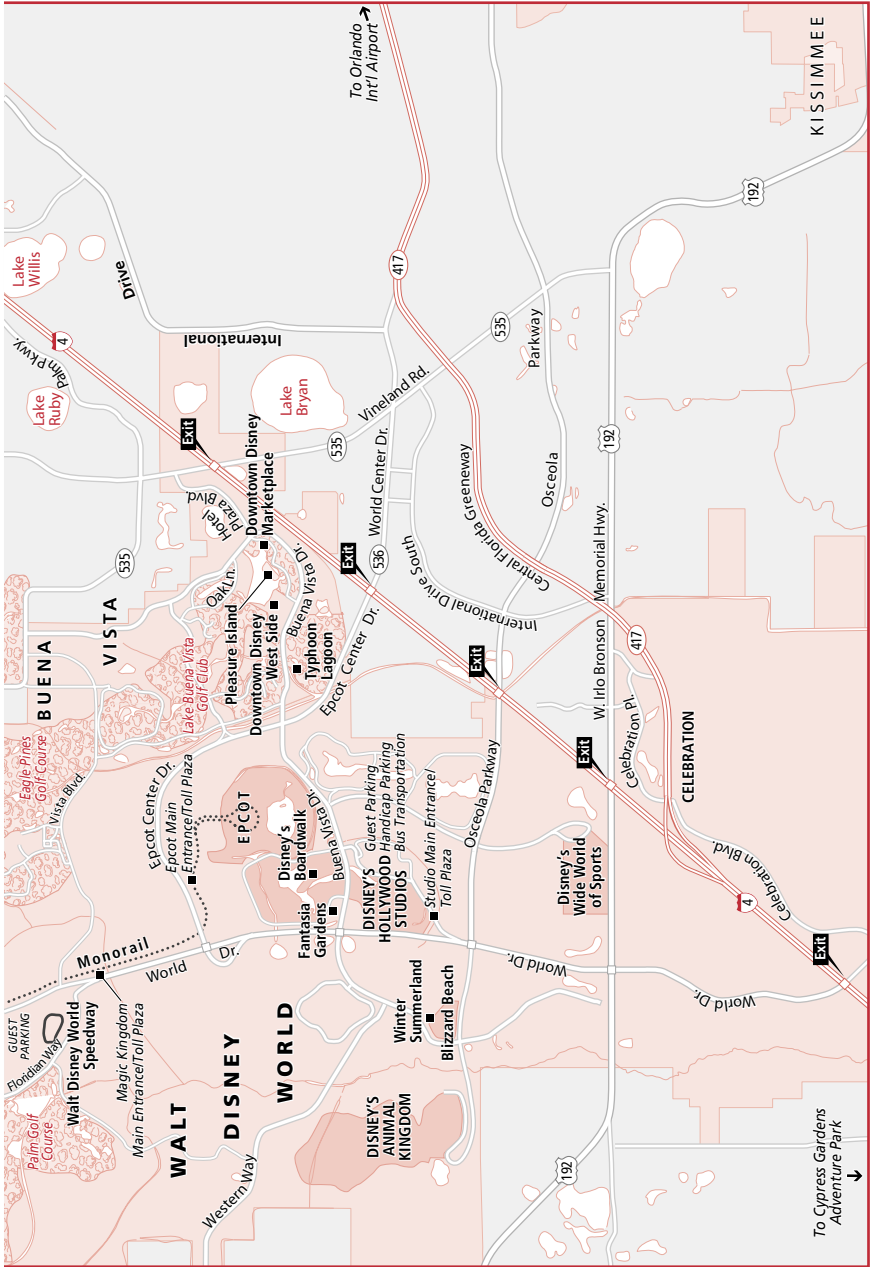 GUEST
PARKING
Floridian Way
Palm Golf
Course
Walt Disney World
Speedway
Magic Kingdom
Main Entrance/Toll Plaza
Monorail
World
Dr.
WALT
DISNEY
WORLD
Western Way
Eagle Pines
Golf Course
Vista Blvd.
BUENA
VISTA
Epcot Center Dr.
Epcot Main
Entrance/Toll Plaza
EPCOT
Disney's
Boardwalk
Fantasia
Gardens
Buena Vista Dr.
DISNEY'S
HOLLYWOOD
STUDIOS
Guest Parking
Handicap Parking
Bus Transportation
Studio Main Entrance/
Toll Plaza
Winter
Summerland
Blizzard Beach
DISNEY'S
ANIMAL
KINGDOM
Lake Buena Vista
Golf Club
Pleasure Island
Downtown Disney
West Side
Typhoon
Lagoon
Oak Ln.
Buena Vista Dr.
Hotel
Plaza Blvd.
Downtown Disney
Marketplace
Epcot Center Dr.
535
Exit
Lake
Ruby
Palm Pkwy.
4
Lake
Willis
Drive
International
Lake
Bryan
535
Vineland Rd.
Exit
536
World Center Dr.
International Drive South
Central Florida Greeneway
417
To Orlando
Int'l Airport
535
Osceola
Parkway
Exit
Osceola Parkway
World Dr.
Disney's
Wide World
of Sports
Exit
W. Irlo Bronson
Memorial Hwy.
192
192
KISSIMMEE
Celebration Pl.
417
CELEBRATION
Celebration Blvd.
4
Exit
World Dr.
192
To Cypress Gardens
Adventure Park